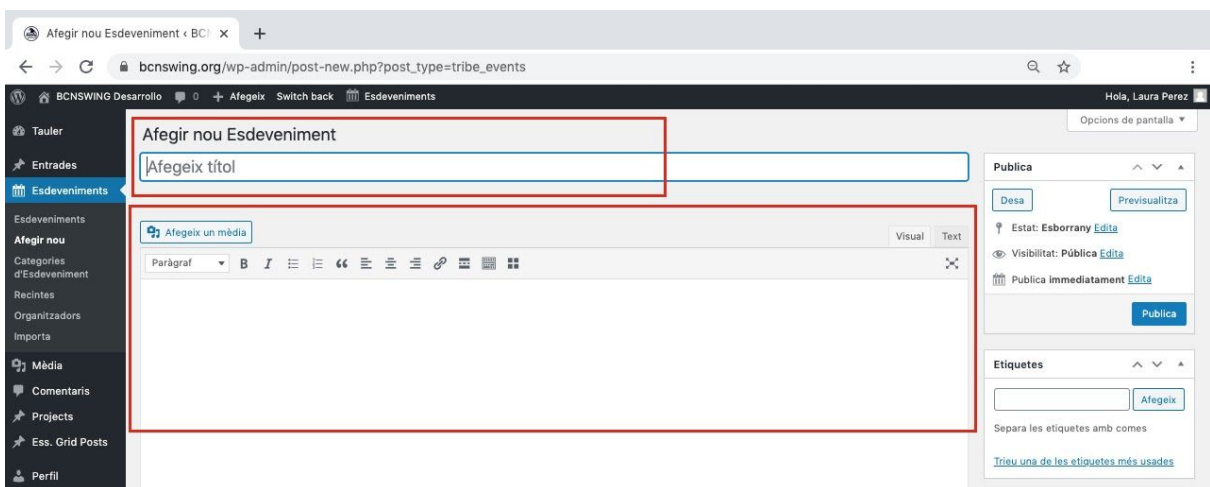 Afegir nou Esdeveniment ‹ BC
bcnswing.org/wp-admin/post-new.php?post_type=tribe_events
BCNSWING Desarrollo 0 + Afegeix Switch back Esdeveniments Hola, Laura Perez
Opcions de pantalla
Tauler
Entrades
Esdeveniments
Esdeveniments
Afegir nou
Categories
d'Esdeveniment
Recintes
Organitzadors
Importa
Mèdia
Comentaris
Projects
Ess. Grid Posts
Perfil
Afegir nou Esdeveniment
Afegeix títol
Afegeix un mèdia
Visual Text
Paràgraf B I
Publica
Desa Previsualitza
Estat: Esborrany Edita
Visibilitat: Pública Edita
Publica immediatament Edita
Publica
Etiquetes
Afegeix
Separa les etiquetes amb comes
Trieu una de les etiquetes més usades